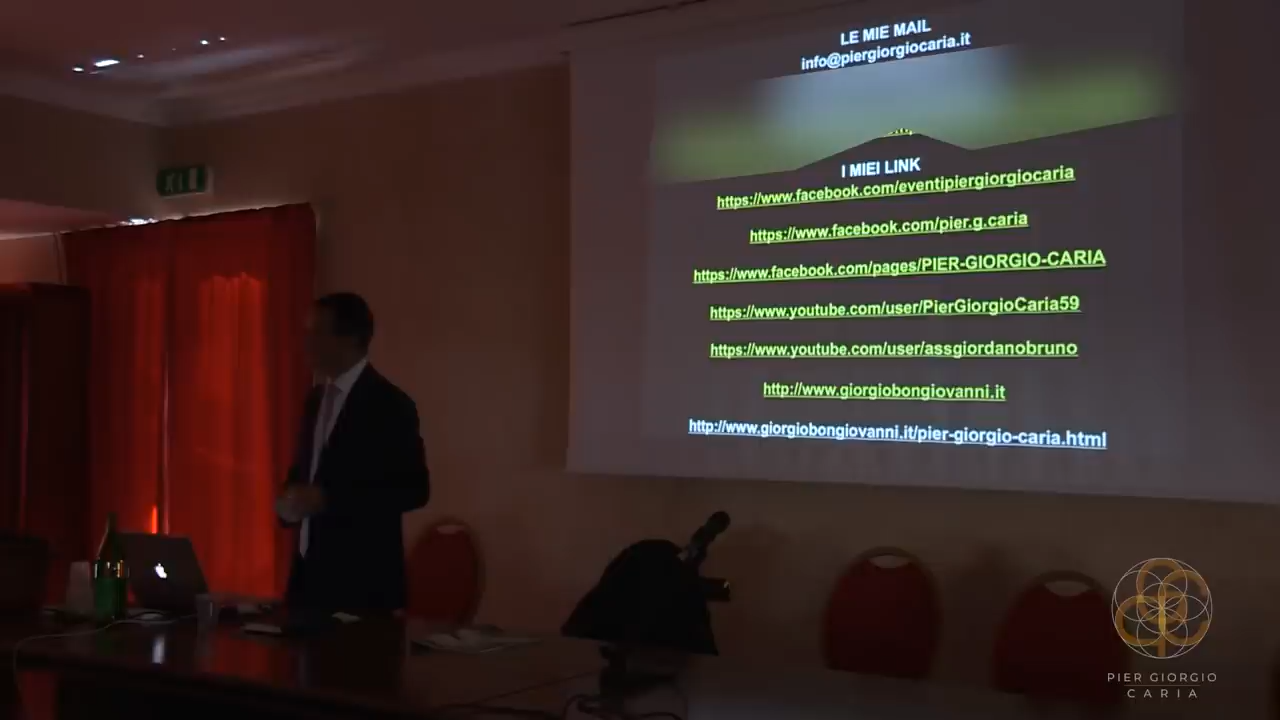 LE MIE MAIL
info@piergiorgiocaria.it
I MIEI LINK
https://www.facebook.com/eventipiergiorgiocaria
https://www.facebook.com/pier.g.caria
https://www.facebook.com/pages/PIER-GIORGIO-CARIA
https://www.youtube.com/user/PierGiorgioCaria59
https://www.youtube.com/user/assgiordanobruno
http://www.giorgiobongiovanni.it
http://www.giorgiobongiovanni.it/pier-giorgio-caria.html
PIER GIORGIO
CARIA